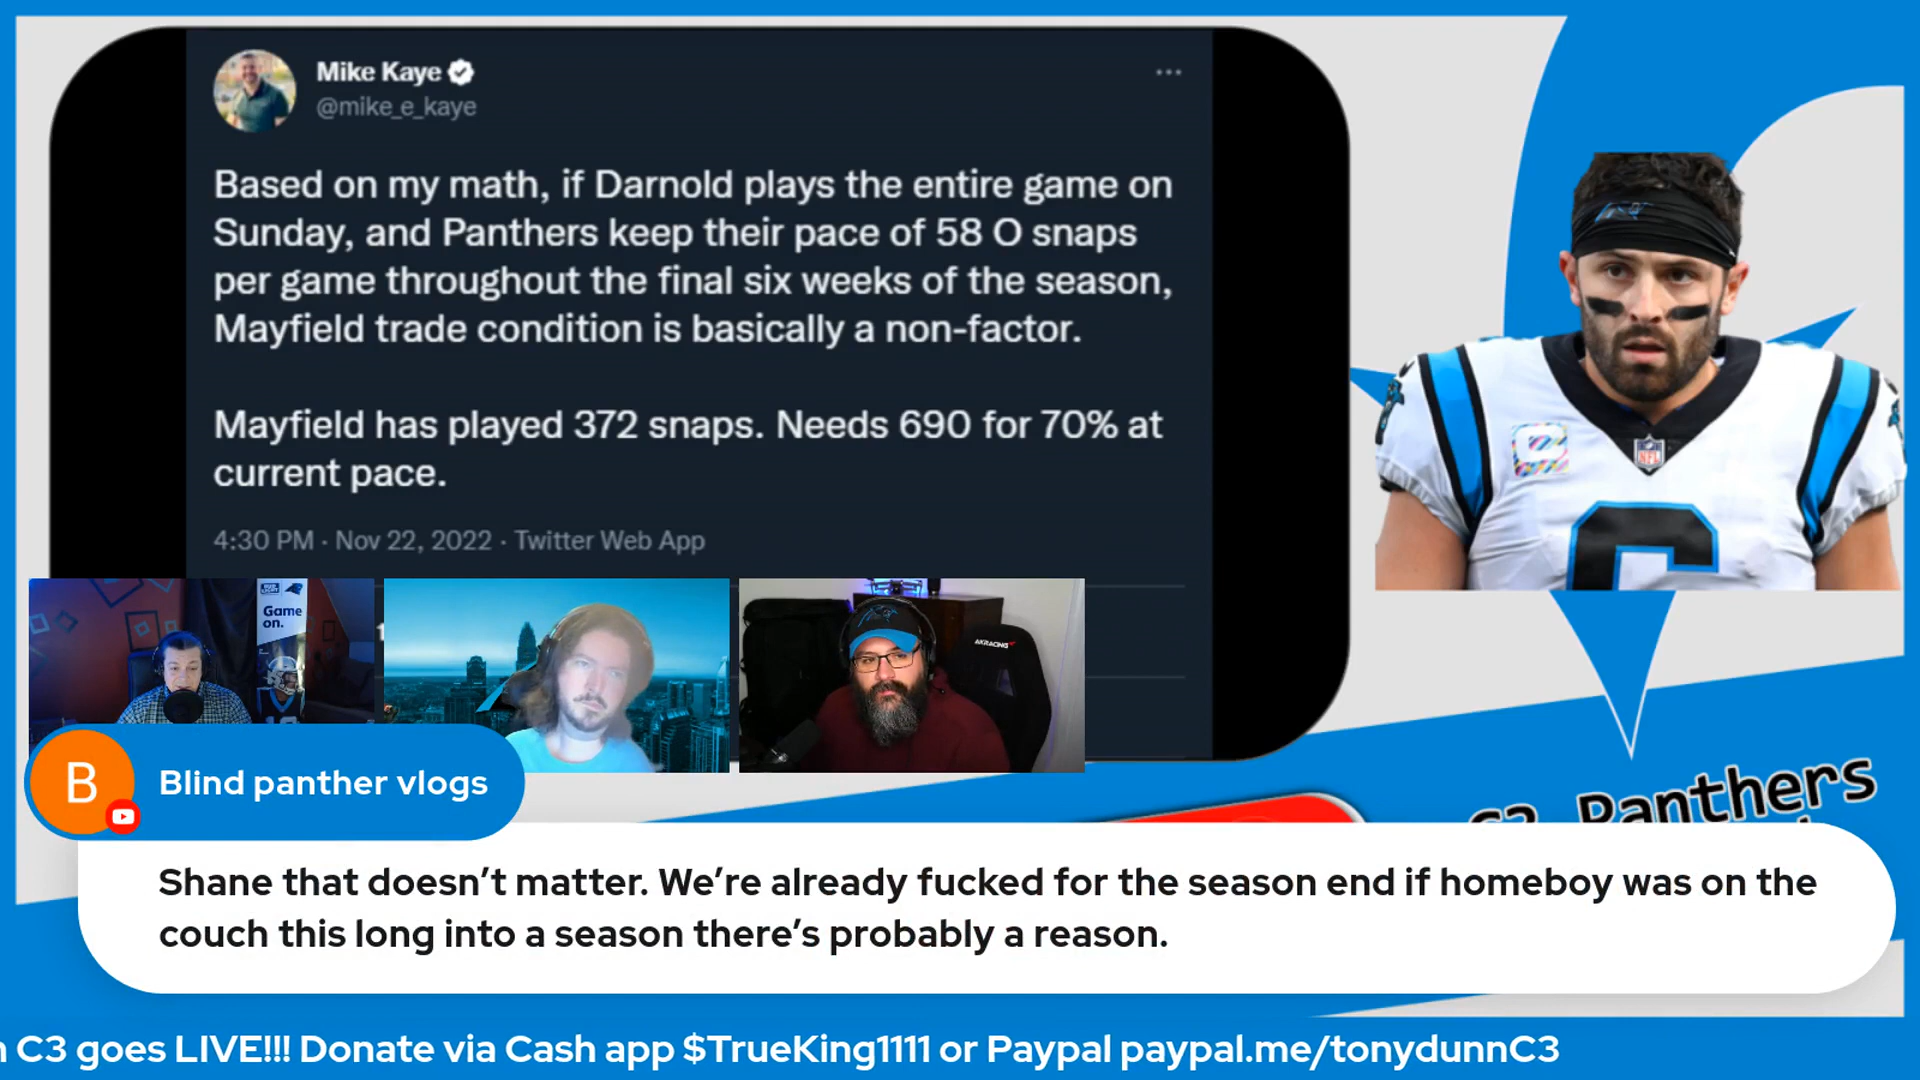 Mike Kaye
@mike_e_kaye
Based on my math, if Darnold plays the entire game on
Sunday, and Panthers keep their pace of 58 O snaps
per game throughout the final six weeks of the season,
Mayfield trade condition is basically a non-factor.
Mayfield has played 372 snaps. Needs 690 for 70% at
current pace.
4:30 PM · Nov 22, 2022 · Twitter Web App
NFL
Game
on.
AKRACING
B
Blind panther vlogs
C3 Panthers
Shane that doesn’t matter. We’re already fucked for the season end if homeboy was on the
couch this long into a season there’s probably a reason.
C3 goes LIVE!!! Donate via Cash app $TrueKing1111 or Paypal paypal.me/tonydunnC3